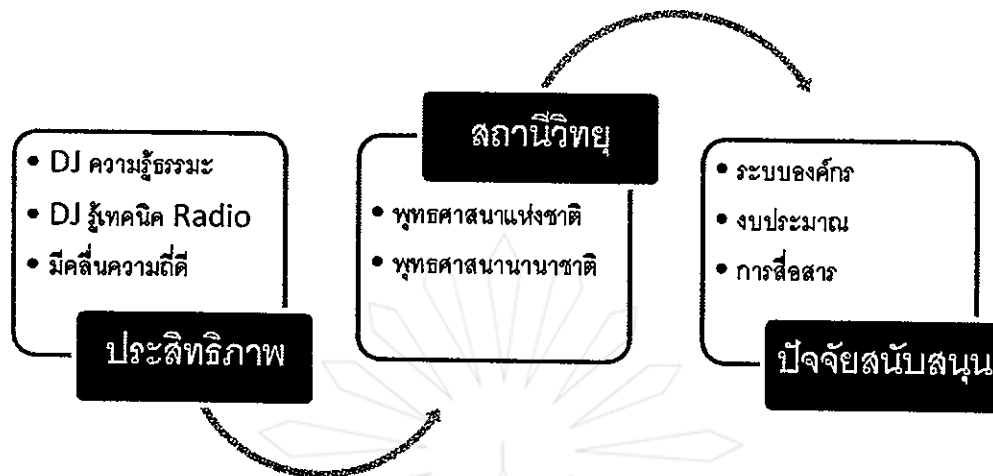 • DJ ความรู้ธรรมะ
• DJ รู้เทคนิค Radio
• มีคลื่นความถี่ดี
ประสิทธิภาพ
สถานีวิทยุ
• พุทธศาสนาแห่งชาติ
• พุทธศาสนานานาชาติ
• ระบบองค์กร
• งบประมาณ
• การสื่อสาร
ปัจจัยสนับสนุน